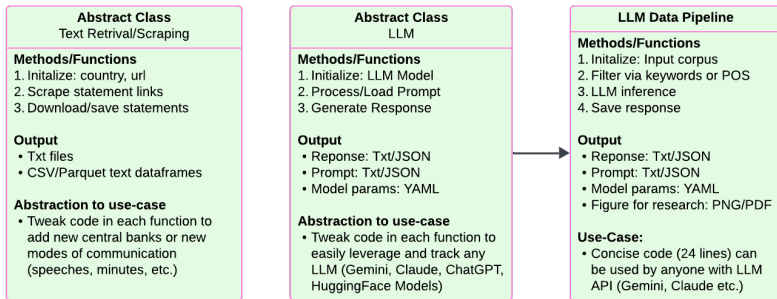 Abstract Class
Text Retrival/Scraping
Methods/Functions
1. Initalize: country, url
2. Scrape statement links
3. Download/save statements
Output
• Txt files
• CSV/Parquet text dataframes
Abstraction to use-case
• Tweak code in each function to
add new central banks or new
modes of communication
(speeches, minutes, etc.)
Abstract Class
LLM
Methods/Functions
1. Initialize: LLM Model
2. Process/Load Prompt
3. Generate Response
Output
• Reponse: Txt/JSON
• Prompt: Txt/JSON
• Model params: YAML
Abstraction to use-case
• Tweak code in each function to
easily leverage and track any
LLM (Gemini, Claude, ChatGPT,
HuggingFace Models)
LLM Data Pipeline
Methods/Functions
1. Initalize: Input corpus
2. Filter via keywords or POS
3. LLM inference
4. Save response
Output
• Reponse: Txt/JSON
• Prompt: Txt/JSON
• Model params: YAML
• Figure for research: PNG/PDF
Use-Case:
• Concise code (24 lines) can
be used by anyone with LLM
API (Gemini, Claude etc.)